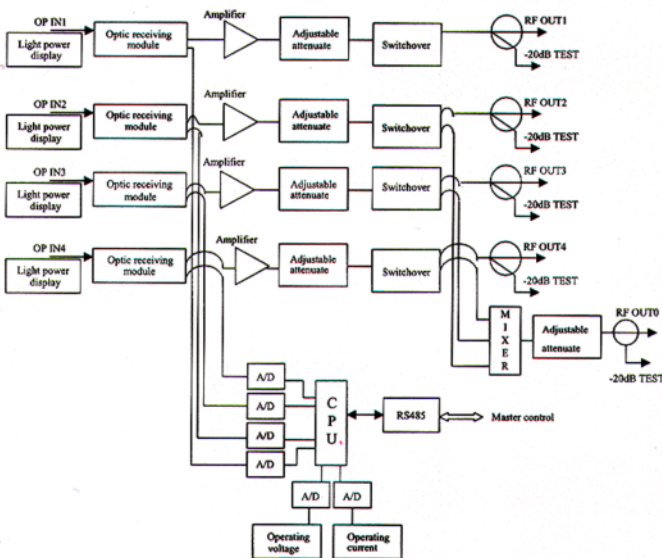 OP IN1
Light power
display
Optic receiving
module
Amplifier
Adjustable
attenuate
Switchover
RF OUT1
-20dB TEST
OP IN2
Light power
display
Optic receiving
module
Amplifier
Adjustable
attenuate
Switchover
RF OUT2
-20dB TEST
OP IN3
Light power
display
Optic receiving
module
Amplifier
Adjustable
attenuate
Switchover
RF OUT3
-20dB TEST
OP IN4
Light power
display
Optic receiving
module
Amplifier
Adjustable
attenuate
Switchover
RF OUT4
-20dB TEST
MIXER
Adjustable
attenuate
RF OUT0
-20dB TEST
A/D
A/D
A/D
A/D
CPU
RS485
Master control
A/D
A/D
Operating
voltage
Operating
current